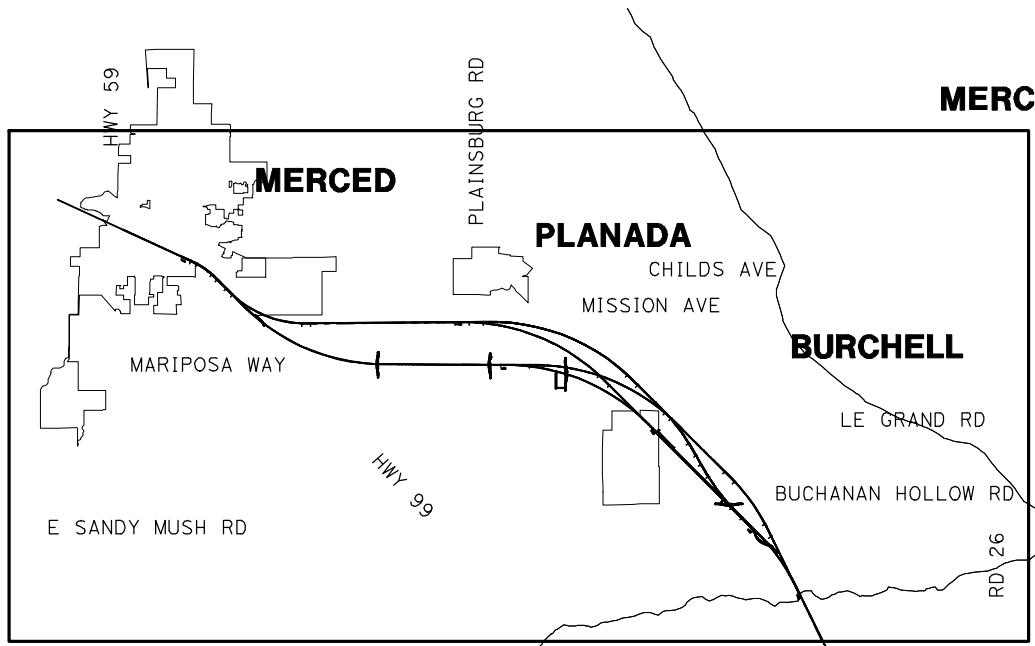 HWY 59
PLAINSBURG RD
MERC
MERCED
PLANADA
CHILDS AVE
MISSION AVE
BURCHELL
MARIPOSA WAY
LE GRAND RD
HWY 99
BUCHANAN HOLLOW RD
E SANDY MUSH RD
RD 26